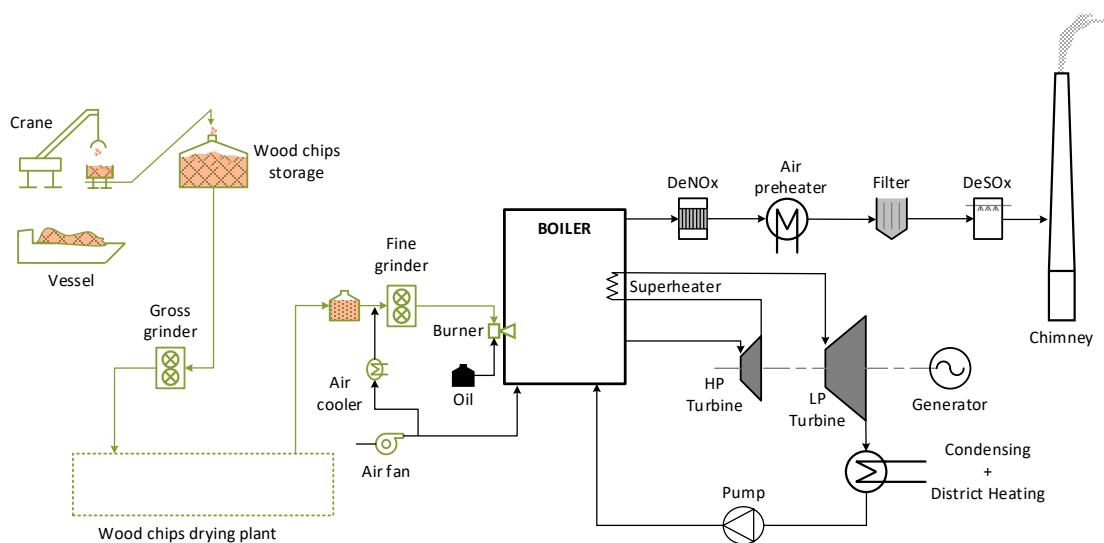 Crane
Wood chips
storage
Vessel
Gross
grinder
Wood chips drying plant
Fine
grinder
Burner
Oil
Air
cooler
Air fan
BOILER
Superheater
DeNOx
Air
preheater
Filter
DeSOx
Chimney
HP
Turbine
LP
Turbine
Generator
Condensing
+
District Heating
Pump